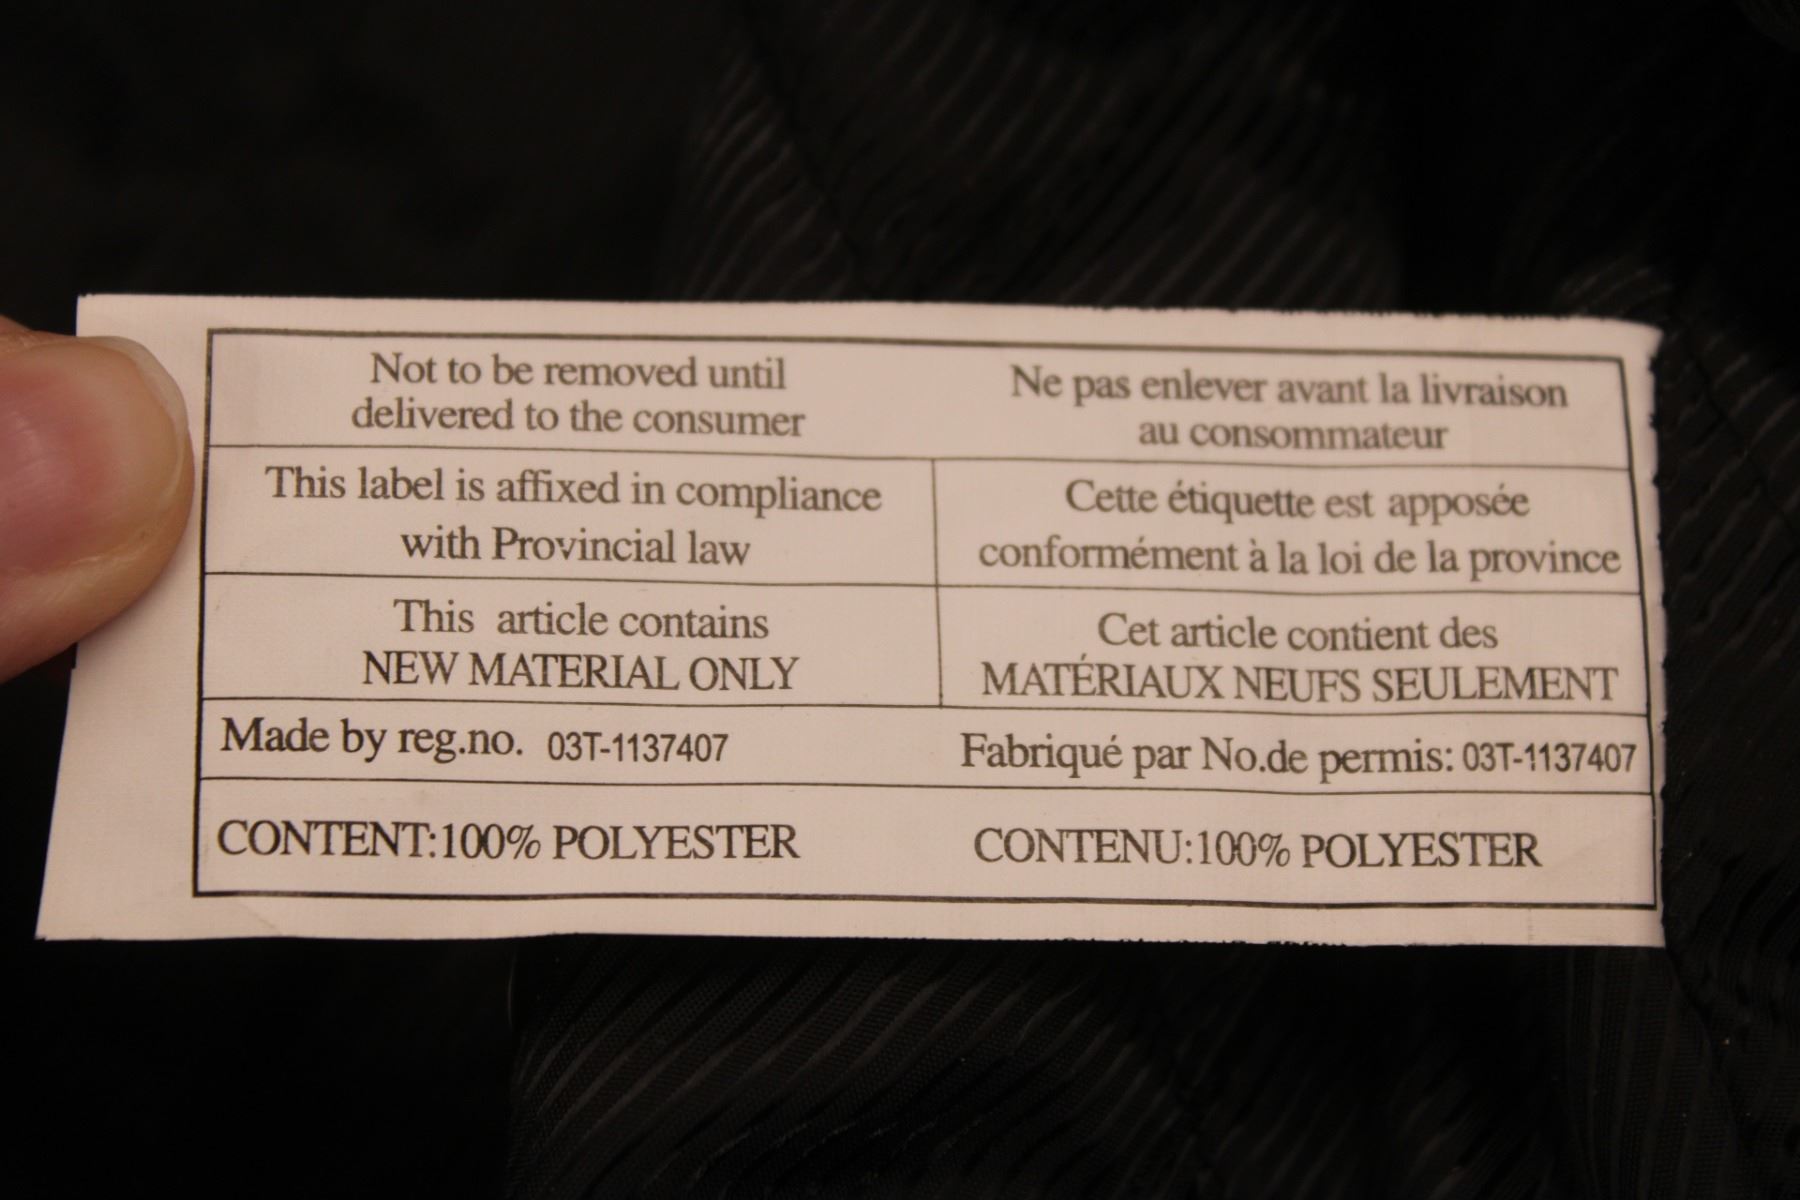 Not to be removed until
delivered to the consumer
Ne pas enlever avant la livraison
au consommateur
This label is affixed in compliance
with Provincial law
Cette étiquette est apposée
conformément à la loi de la province
This article contains
NEW MATERIAL ONLY
Cet article contient des
MATÉRIAUX NEUFS SEULEMENT
Made by reg.no. 03T-1137407
Fabriqué par No.de permis: 03T-1137407
CONTENT:100% POLYESTER
CONTENU:100% POLYESTER